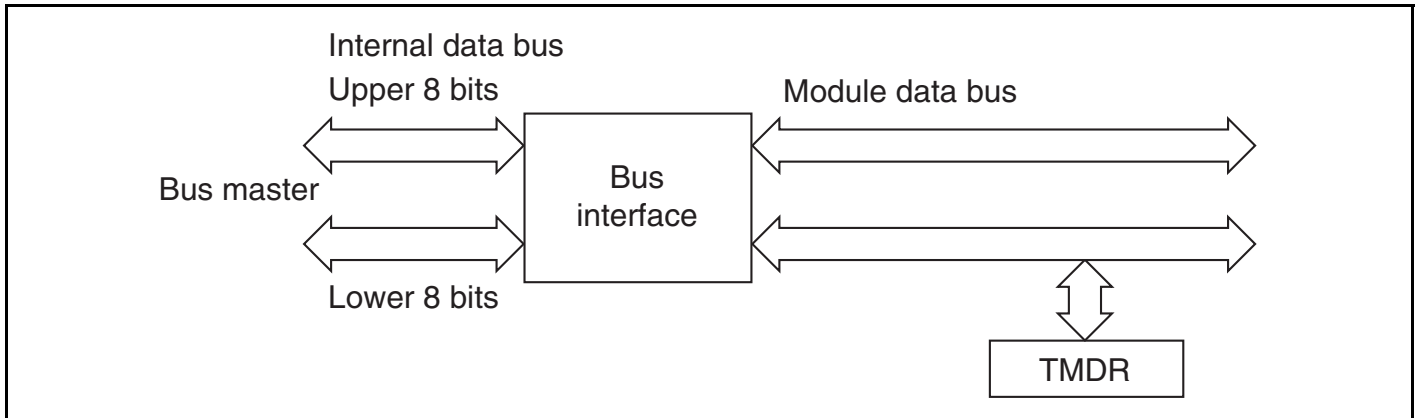 Internal data bus
Upper 8 bits
Module data bus
Bus master
Bus
interface
Lower 8 bits
TMDR